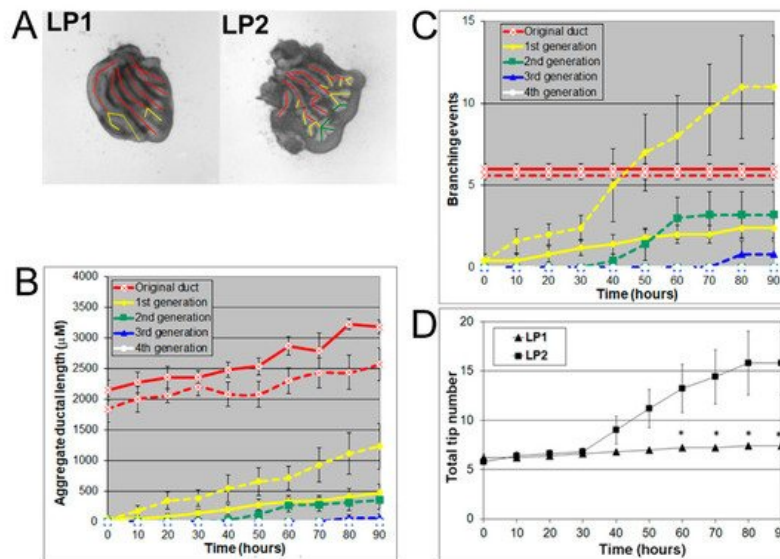 A
LP1
LP2
B
Aggregate ductal length (μM)
4000
3500
3000
2500
2000
1500
1000
500
0
Original duct
1st generation
2nd generation
3rd generation
4th generation
0 10 20 30 40 50 60 70 80 90
Time (hours)
C
Branching events
15
10
5
0
Original duct
1st generation
2nd generation
3rd generation
4th generation
0 10 20 30 40 50 60 70 80 90
Time (hours)
D
Total tip number
20
15
10
5
0
LP1
LP2
* * * *
0 10 20 30 40 50 60 70 80 90
Time (hours)